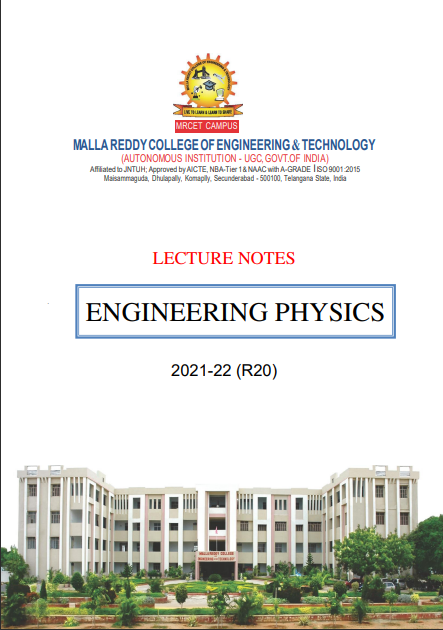 LIVE TO LEARN & LEARN TO SHARE
MRCET CAMPUS
MALLA REDDY COLLEGE OF ENGINEERING & TECHNOLOGY
(AUTONOMOUS INSTITUTION - UGC, GOVT.OF INDIA)
Affiliated to JNTUH; Approved by AICTE, NBA-Tier 1 & NAAC with A-GRADE I ISO 9001:2015
Maisammaguda, Dhulapally, Komaplly, Secunderabad - 500100, Telangana State, India
LECTURE NOTES
ENGINEERING PHYSICS
2021-22 (R20)
MALLA REDDY COLLEGE